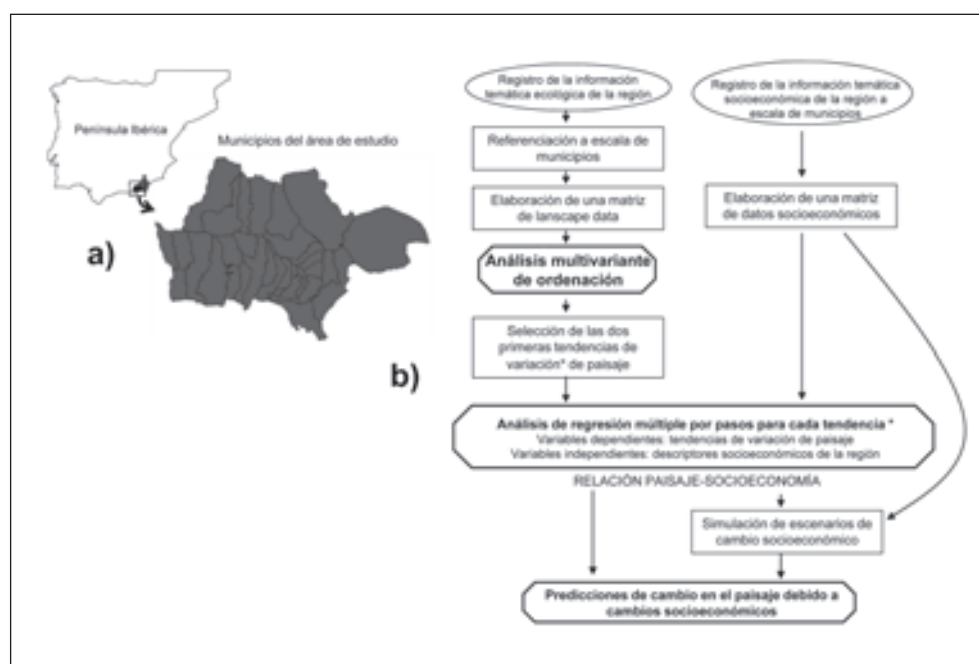 Península Ibérica
Municipios del área de estudio
a)
b)
Registro de la información
temática ecológica de la región
Referenciación a escala de
municipios
Elaboración de una matriz
de lanscape data
Análisis multivariante
de ordenación
Selección de las dos
primeras tendencias de
variación* de paisaje
Registro de la información temática
socioeconómica de la región a
escala de municipios
Elaboración de una matriz
de datos socioeconómicos
Análisis de regresión múltiple por pasos para cada tendencia *
Variables dependientes: tendencias de variación de paisaje
Variables independientes: descriptores socioeconómicos de la región
RELACIÓN PAISAJE-SOCIOECONOMÍA
Simulación de escenarios de
cambio socioeconómico
Predicciones de cambio en el paisaje debido a
cambios socioeconómicos